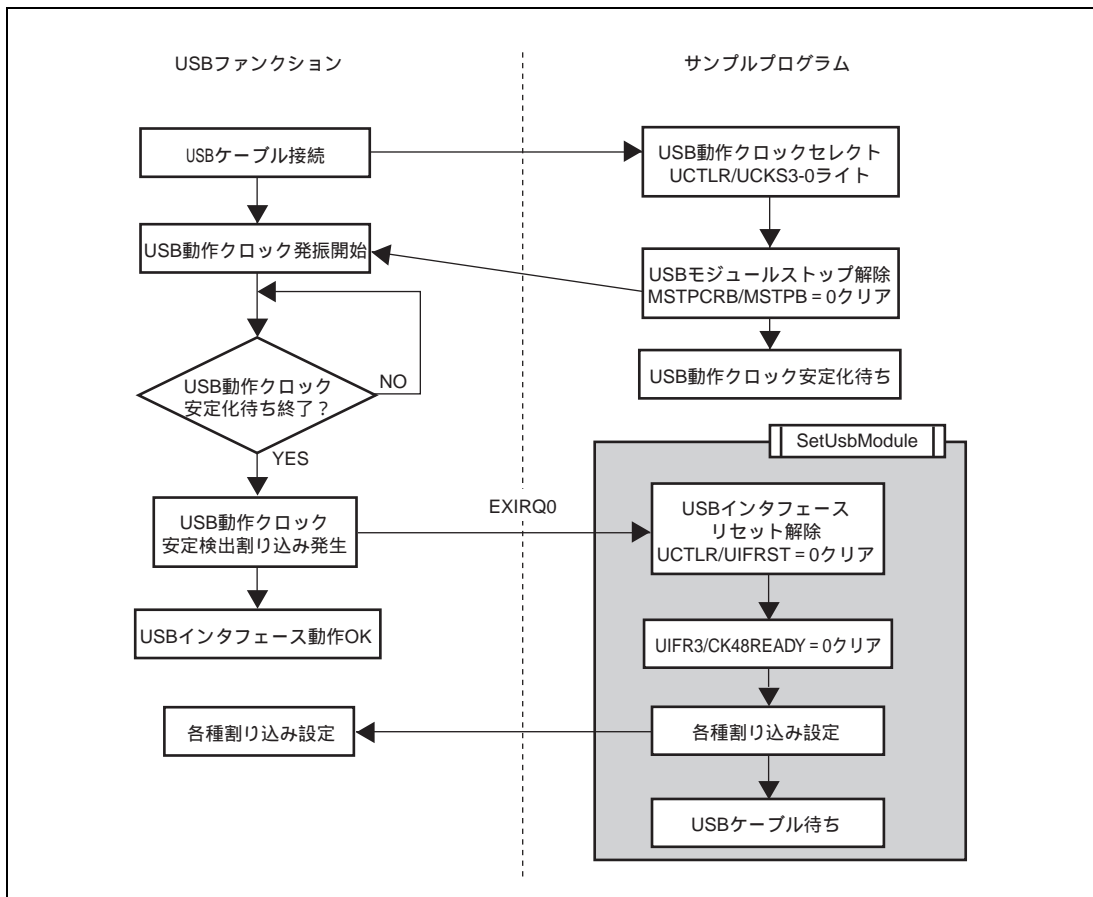 USBファンクション
サンプルプログラム
USBケーブル接続
USB動作クロックセレクト
UCTLR/UCKS3-0ライト
USB動作クロック発振開始
USBモジュールストップ解除
MSTPCRB/MSTPB = 0クリア
USB動作クロック
安定化待ち終了？
NO
YES
USB動作クロック安定化待ち
SetUsbModule
USB動作クロック
安定検出割り込み発生
EXIRQ0
USBインタフェース
リセット解除
UCTLR/UIFRST = 0クリア
USBインタフェース動作OK
UIFR3/CK48READY = 0クリア
各種割り込み設定
各種割り込み設定
USBケーブル待ち